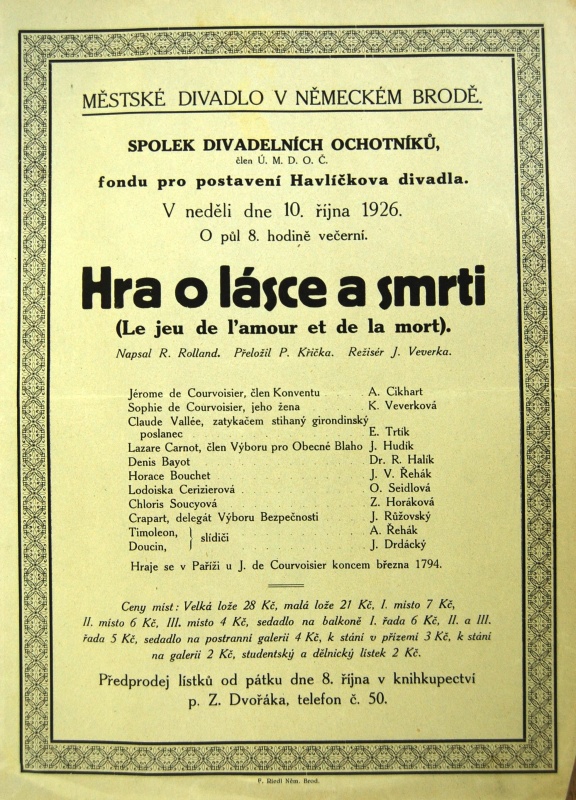 MĚSTSKÉ DIVADLO V NĚMECKÉM BRODĚ.
SPOLEK DIVADELNÍCH OCHOTNÍKŮ,
člen Ú. M. D. O. Č.
fondu pro postavení Havlíčkova divadla.
V neděli dne 10. října 1926.
O půl 8. hodině večerní.
Hra o lásce a smrti
(Le jeu de l'amour et de la mort).
Napsal R. Rolland. Přeložil P. Křička. Režisér J. Veverka.
Jérome de Courvoisier, člen Konventu . . . A. Cikhart
Sophie de Courvoisier, jeho žena . . . K. Veverková
Claude Vallée, zatykačem stihaný girondinský
poslanec . . . E. Trtík
Lazare Carnot, člen Výboru pro Obecné Blaho J. Hudík
Denis Bayot . . . Dr. R. Halík
Horace Bouchet . . . J. V. Řehák
Lodoiska Cerizierová . . . O. Seidlová
Chloris Soucyová . . . Z. Horáková
Crapart, delegát Výboru Bezpečnosti . . . J. Růžovský
Timoleon, } slídiči . . . A. Řehák
Doucin, } . . . J. Drdácký
Hraje se v Paříži u J. de Courvoisier koncem března 1794.
Ceny míst: Velká lože 28 Kč, malá lože 21 Kč, I. místo 7 Kč,
II. místo 6 Kč, III. místo 4 Kč, sedadlo na balkoně I. řada 6 Kč, II. a III.
řada 5 Kč, sedadlo na postranní galerii 4 Kč, k stání v přízemí 3 Kč, k stání
na galerii 2 Kč, studentský a dělnický lístek 2 Kč.
Předprodej lístků od pátku dne 8. října v knihkupectví
p. Z. Dvořáka, telefon č. 50.
F. Riedl Něm. Brod.